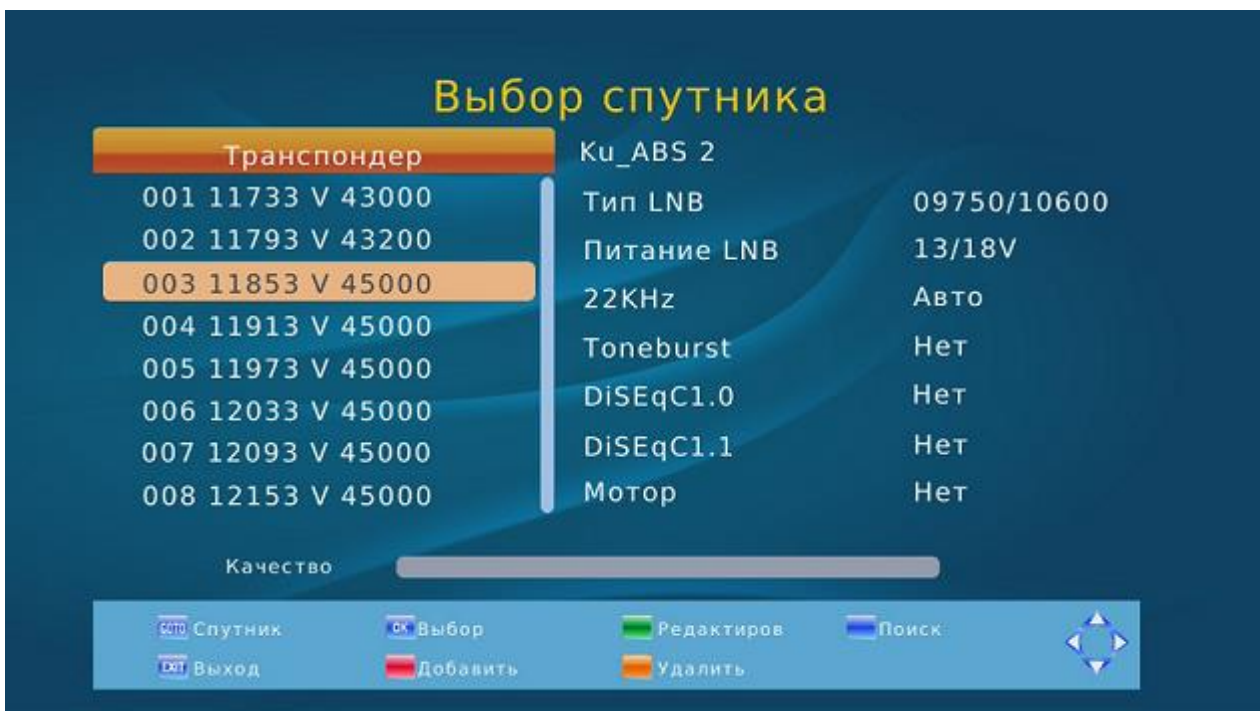 Выбор спутника
Транспондер
001 11733 V 43000
002 11793 V 43200
003 11853 V 45000
004 11913 V 45000
005 11973 V 45000
006 12033 V 45000
007 12093 V 45000
008 12153 V 45000
Ku_ABS 2
Тип LNB 09750/10600
Питание LNB 13/18V
22KHz Авто
Toneburst Нет
DiSEqC1.0 Нет
DiSEqC1.1 Нет
Мотор Нет
Качество
GOTO Спутник OK Выбор Редактиров Поиск
EXIT Выход Добавить Удалить